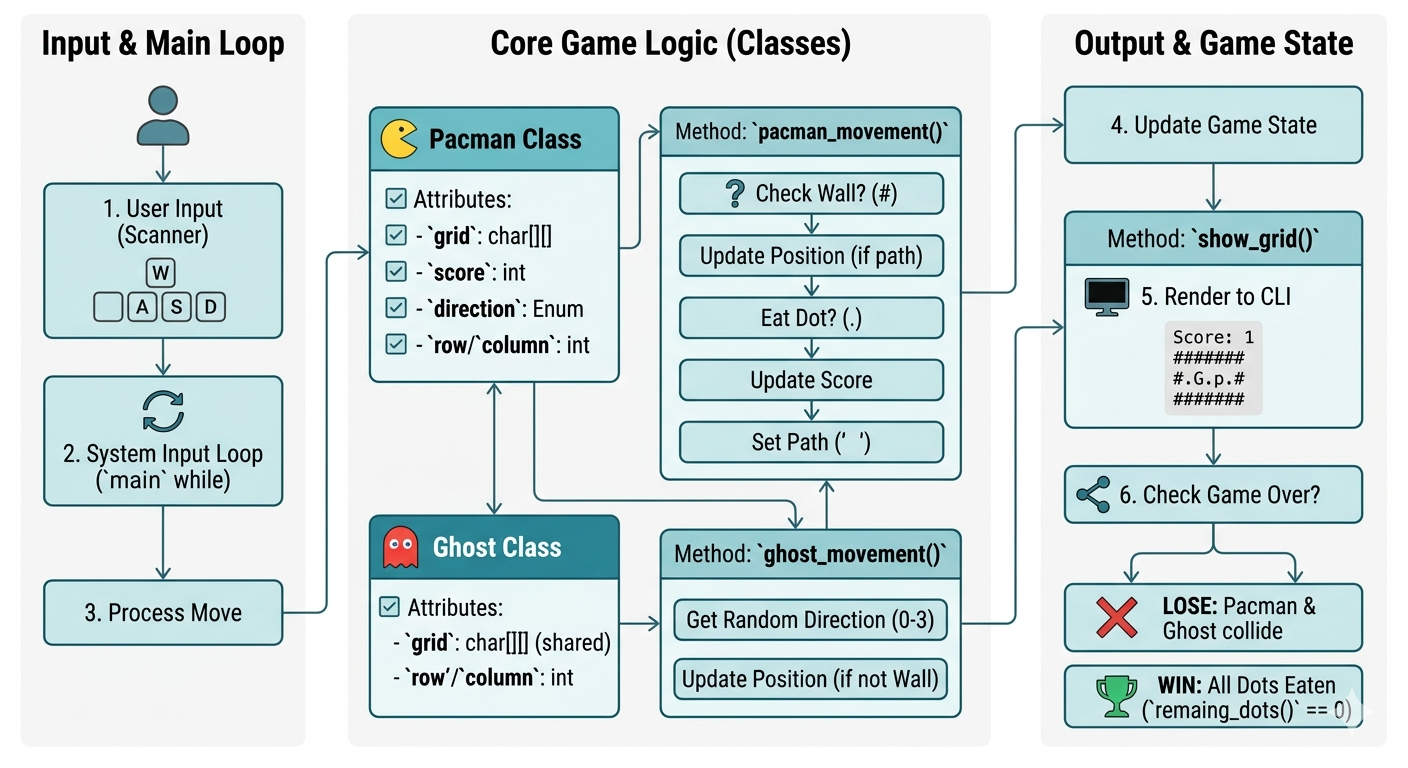 Input & Main Loop
1. User Input
(Scanner)
W
A S D
2. System Input Loop
(`main` while)
3. Process Move
Core Game Logic (Classes)
Pacman Class
Attributes:
- `grid`: char[][]
- `score`: int
- `direction`: Enum
- `row/`column`: int
Method: `pacman_movement()`
? Check Wall? (#)
Update Position (if path)
Eat Dot? (.)
Update Score
Set Path (' ')
Ghost Class
Attributes:
- `grid`: char[][] (shared)
- `row'/`column`: int
Method: `ghost_movement()`
Get Random Direction (0-3)
Update Position (if not Wall)
Output & Game State
4. Update Game State
Method: `show_grid()`
5. Render to CLI
Score: 1
#######
#.G.p.#
#######
6. Check Game Over?
LOSE: Pacman &
Ghost collide
WIN: All Dots Eaten
(`remaing_dots()` == 0)